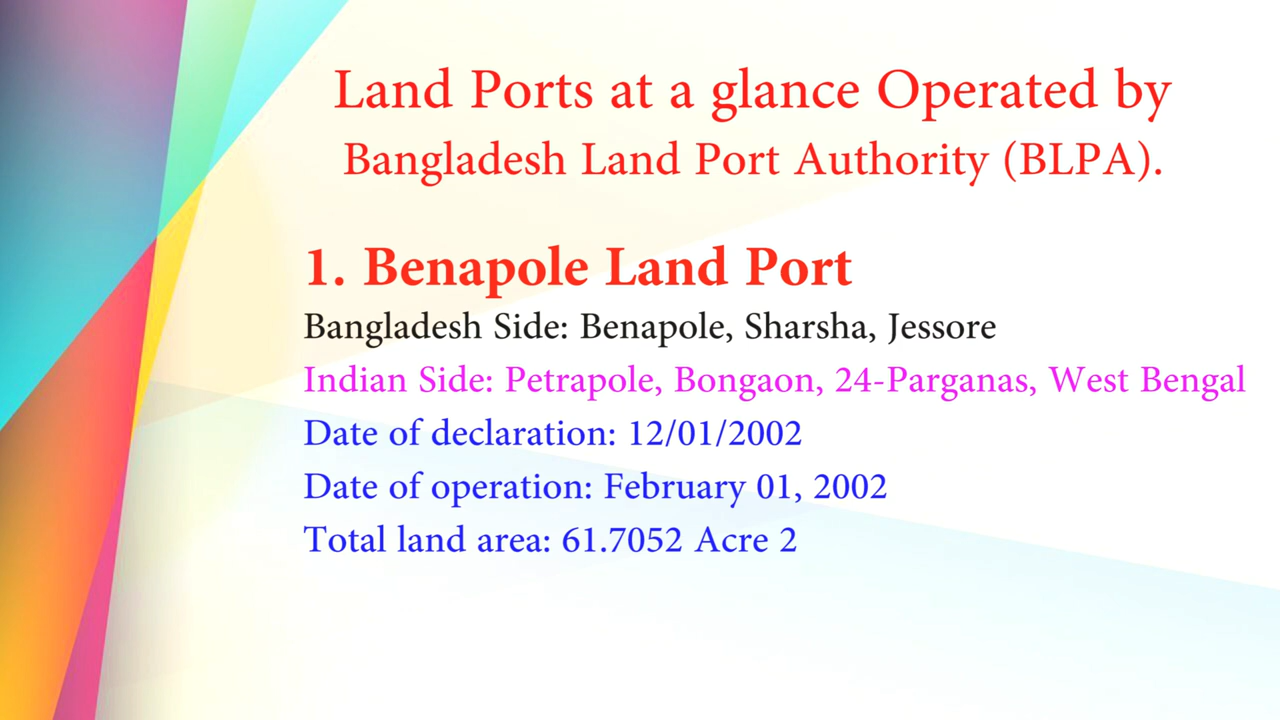 Land Ports at a glance Operated by
Bangladesh Land Port Authority (BLPA).
1. Benapole Land Port
Bangladesh Side: Benapole, Sharsha, Jessore
Indian Side: Petrapole, Bongaon, 24-Parganas, West Bengal
Date of declaration: 12/01/2002
Date of operation: February 01, 2002
Total land area: 61.7052 Acre 2